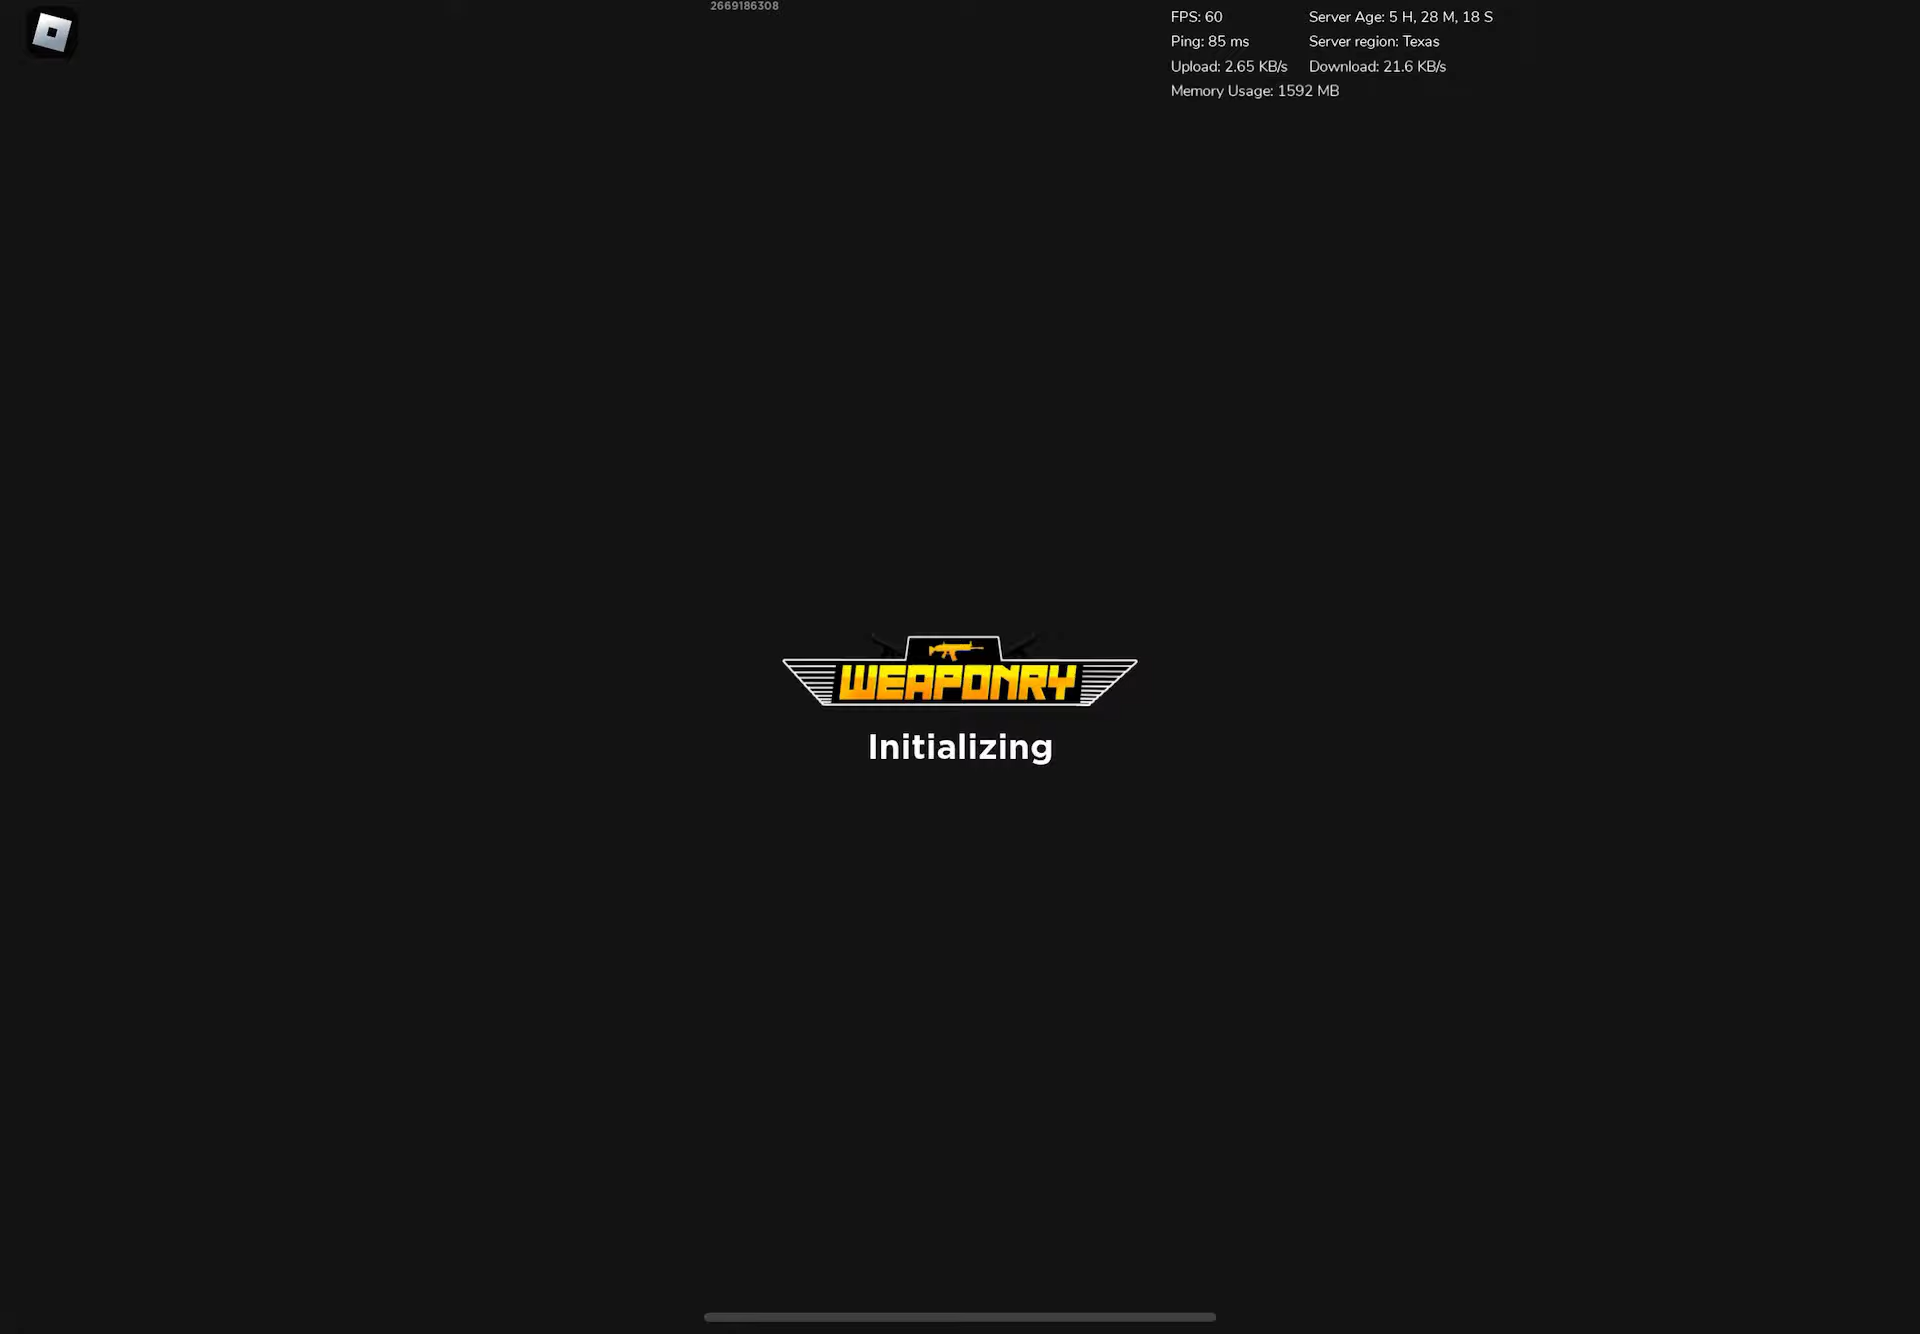 2669186308
FPS: 60
Server Age: 5 H, 28 M, 18 S
Ping: 85 ms
Server region: Texas
Upload: 2.65 KB/s
Download: 21.6 KB/s
Memory Usage: 1592 MB
WEAPONRY
Initializing